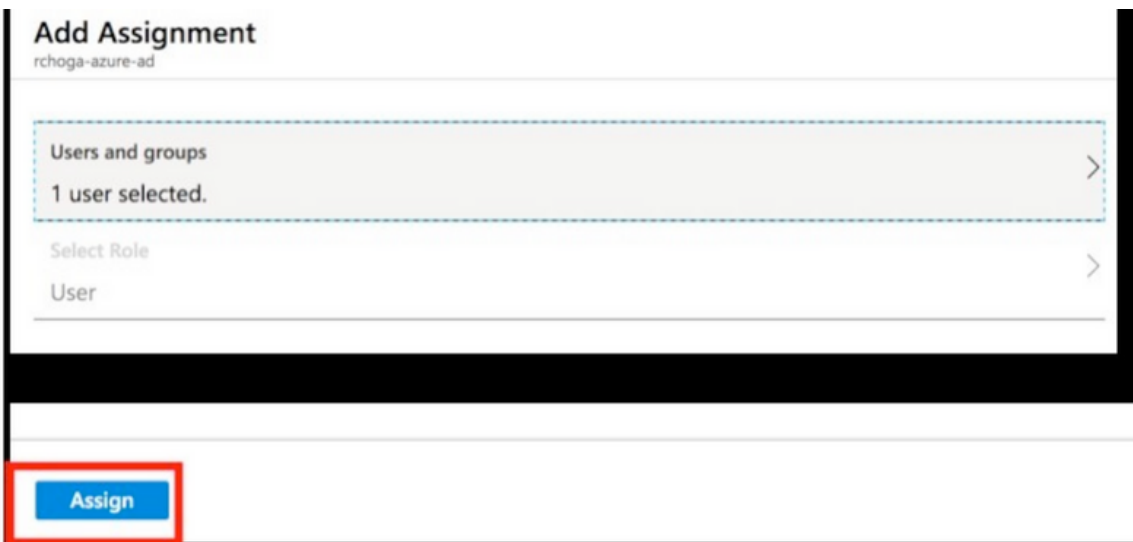 Add Assignment
rchoga-azure-ad
Users and groups
1 user selected.
Select Role
User
Assign